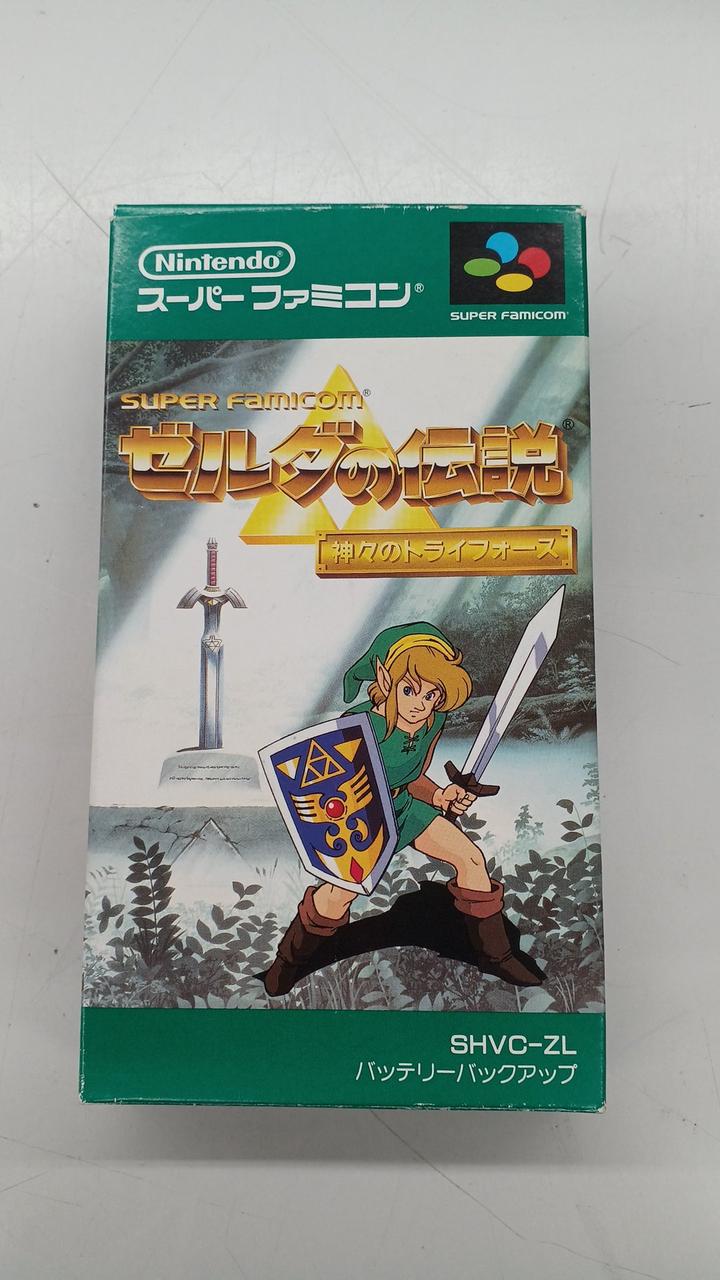 Nintendo®
スーパーファミコン®
SUPER FAMICOM
SUPER FAMICOM®
ゼルダの伝説®
神々のトライフォース
SHVC-ZL
バッテリーバックアップ